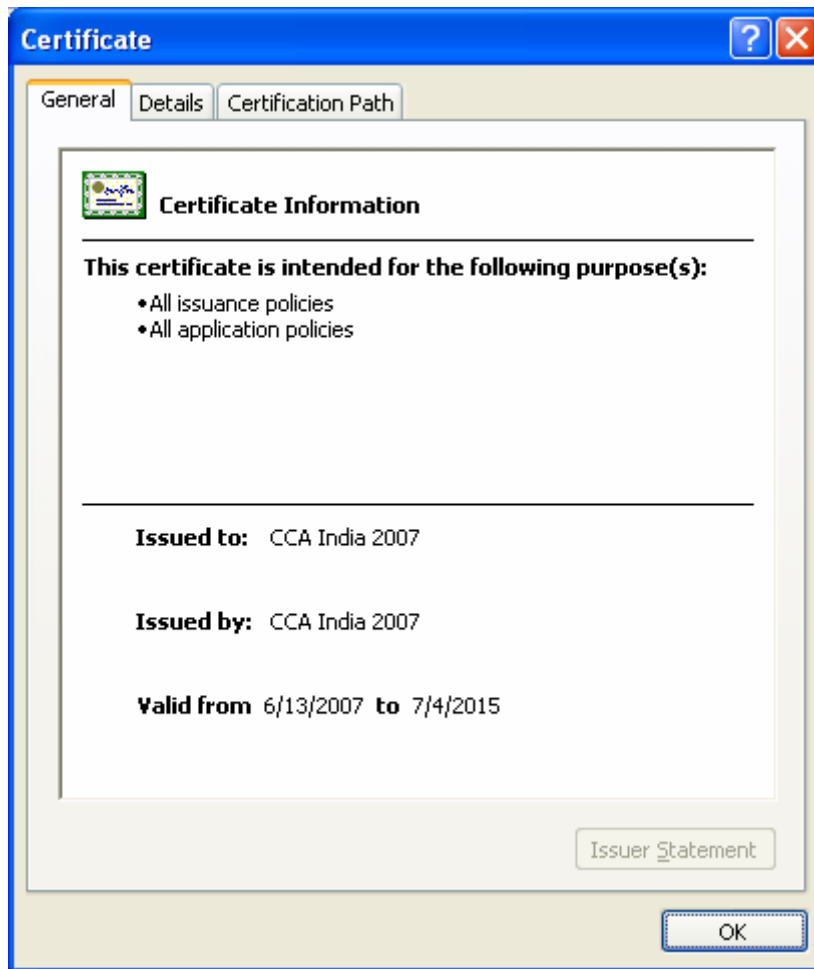 Certificate
General Details Certification Path
Certificate Information
This certificate is intended for the following purpose(s):
•All issuance policies
•All application policies
Issued to: CCA India 2007
Issued by: CCA India 2007
Valid from 6/13/2007 to 7/4/2015
Issuer Statement
OK